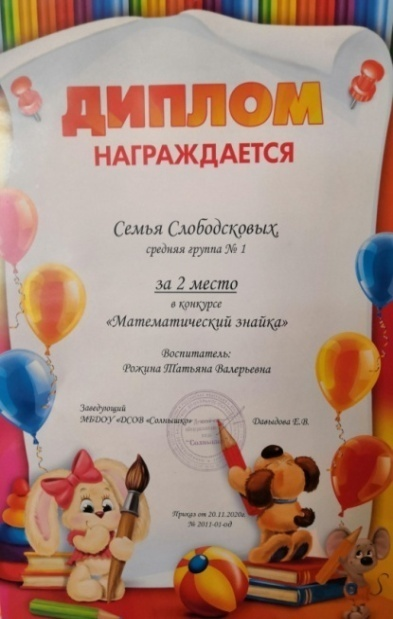 ДИПЛОМ
НАГРАЖДАЕТСЯ
Семья Слободсковых,
средняя группа № 1
за 2 место
в конкурсе
«Математический знайка»
Воспитатель:
Рожина Татьяна Валерьевна
Заведующий
МБДОУ «ДСОВ «Солнышко» Давыдова Е.В.
"Солнышко"
Приказ от 20.11.2020г.
№ 2011-01-од